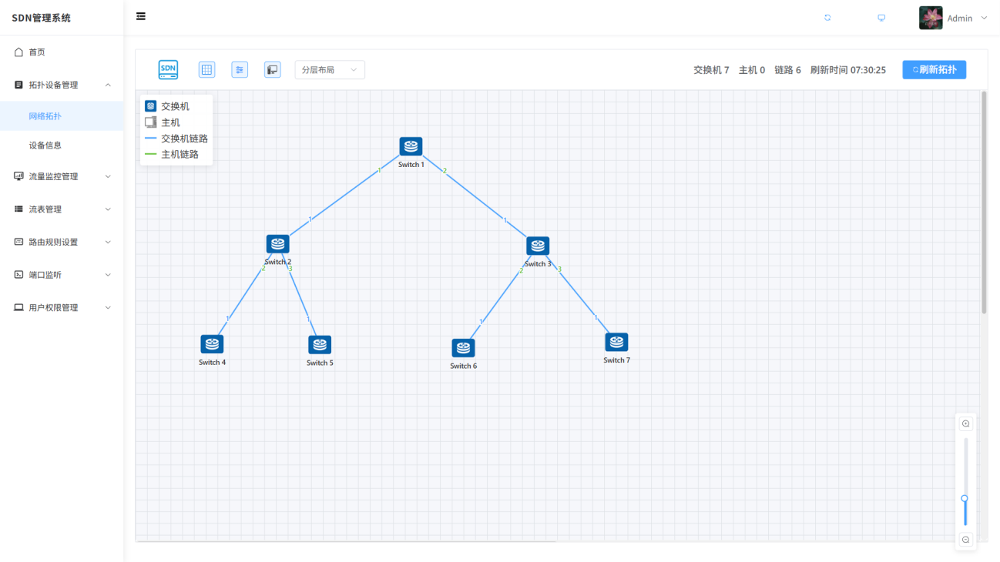 SDN管理系统
Admin
首页
拓扑设备管理
网络拓扑
设备信息
流量监控管理
流表管理
路由规则设置
端口监听
用户权限管理
SDN
分层布局
交换机 7 主机 0 链路 6 刷新时间 07:30:25
刷新拓扑
交换机
主机
交换机链路
主机链路
Switch 1
1 2
1 1
Switch 2
2 3
Switch 3
2 3
1 1 1 1
Switch 4
Switch 5
Switch 6
Switch 7